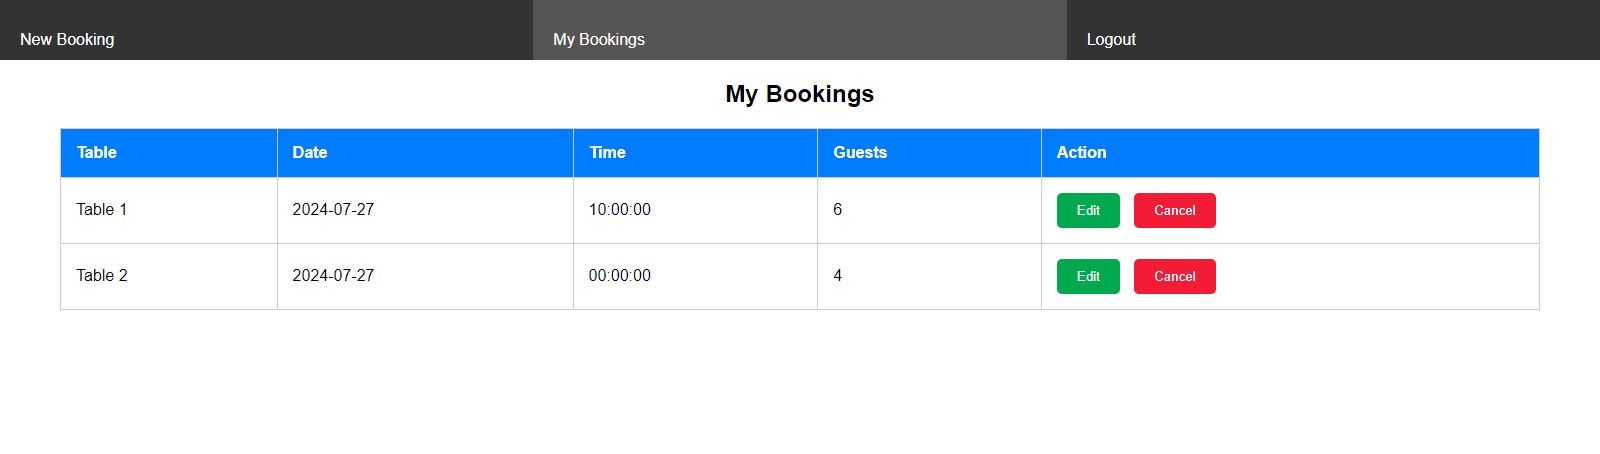 New Booking My Bookings Logout
My Bookings
Table Date Time Guests Action
Table 1 2024-07-27 10:00:00 6 Edit Cancel
Table 2 2024-07-27 00:00:00 4 Edit Cancel